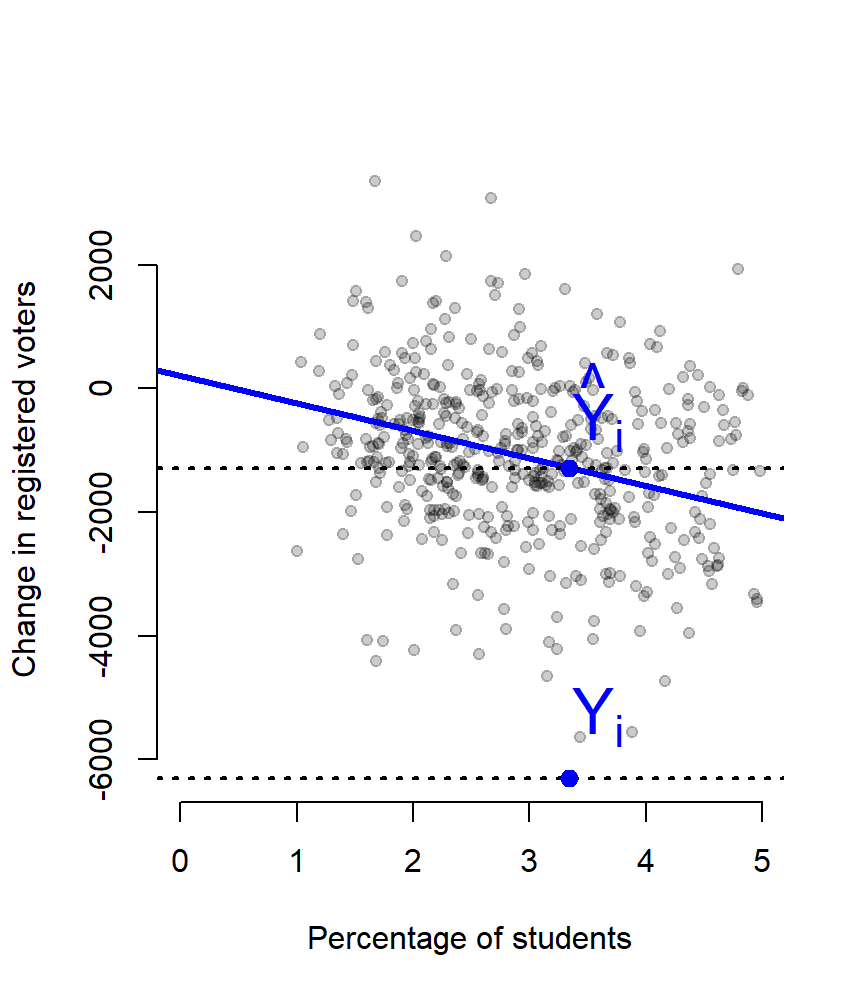 Change in registered voters
2000
0
-2000
-4000
-6000
Ŷi
Yi
0 1 2 3 4 5
Percentage of students